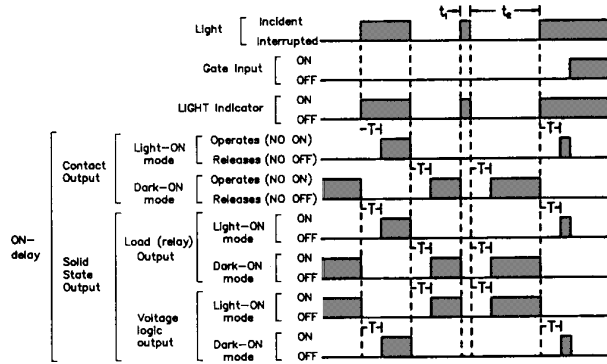 t₁ t₂
Light Incident
Interrupted
Gate Input ON
OFF
LIGHT Indicator ON
OFF
T T
Light-ON mode Operates (NO ON)
Releases (NO OFF)
Contact Output
T T
Dark-ON mode Operates (NO ON)
Releases (NO OFF)
T T
ON-delay
Solid State Output
Load (relay) Output
Light-ON mode ON
OFF
T T
Dark-ON mode ON
OFF
T T
Voltage logic output
Light-ON mode ON
OFF
T T
Dark-ON mode ON
OFF